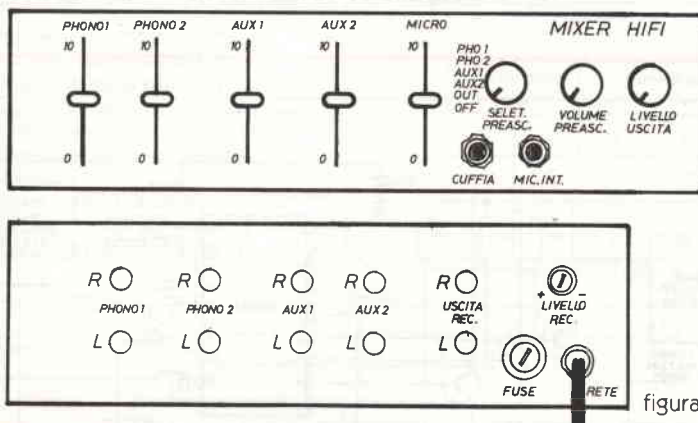 PHONO1 PHONO 2 AUX 1 AUX 2 MICRO MIXER HIFI
10 10 10 10 10
PHO 1
PHO 2
AUX1
AUX2
OUT
OFF
SELET. PREASC.
VOLUME PREASC.
LIVELLO USCITA
0 0 0 0 0
CUFFIA MIC.INT.
R R R R R
PHONO1 PHONO 2 AUX 1 AUX 2 USCITA REC. + LIVELLO - REC.
L L L L L
FUSE RETE
figura